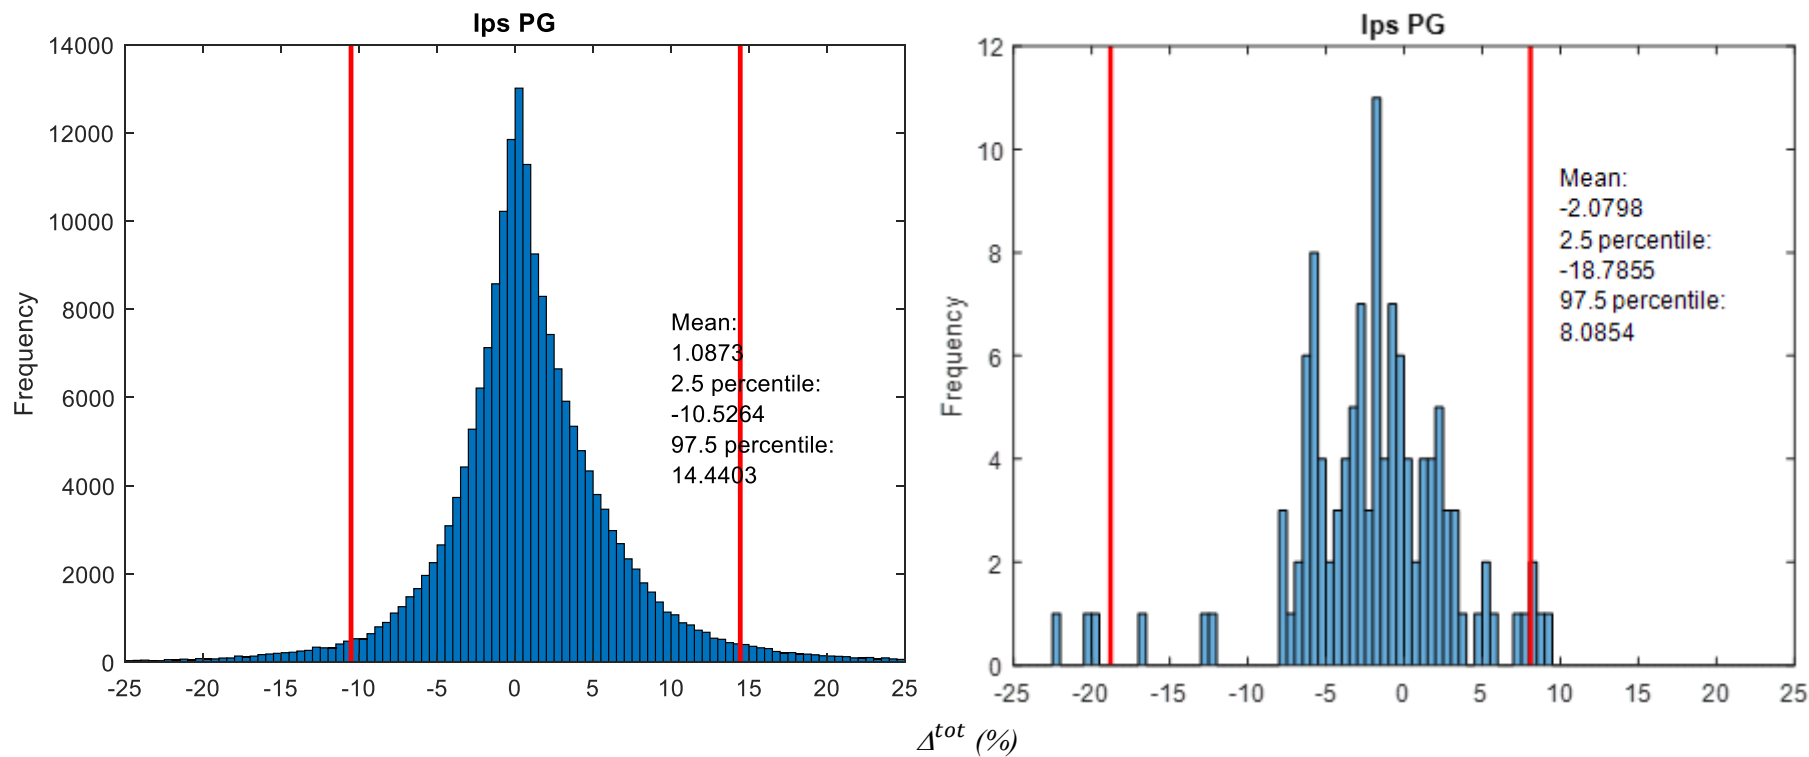 Ips PG
14000
12000
10000
8000
6000
4000
2000
0
Frequency
Mean:
1.0873
2.5 percentile:
-10.5264
97.5 percentile:
14.4403
-25 -20 -15 -10 -5 0 5 10 15 20 25
Ips PG
12
10
8
6
4
2
0
Frequency
Mean:
-2.0798
2.5 percentile:
-18.7855
97.5 percentile:
8.0854
-25 -20 -15 -10 -5 0 5 10 15 20 25
Δ^tot (%)